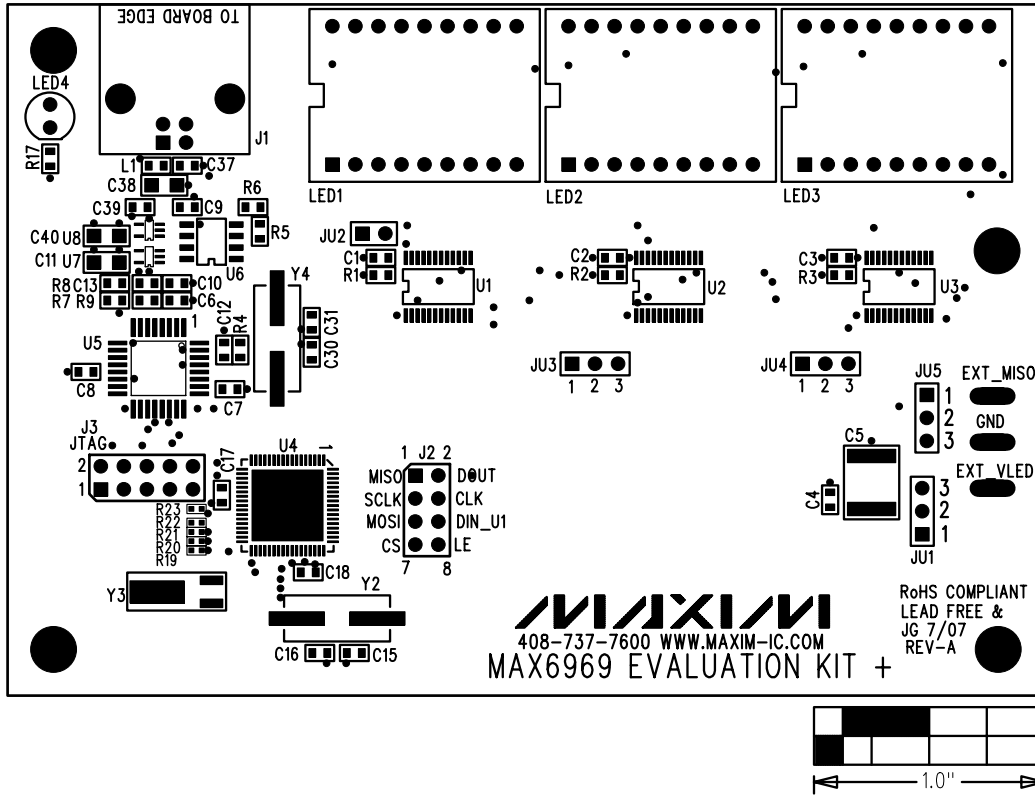 TO BOARD EDGE
LED4
J1
R17
L1 C37
C38
LED1 LED2 LED3
C39 C9 R6
R5
JU2
C40 U8
C11 U7
U6
C1
R1
U1
C2
R2
U2
C3
R3
U3
Y4
R8 C13 C10
R7 R9 C6
C12
R4
C31
C30
1
U5
C8
C7
JU3
1 2 3
JU4
1 2 3
JU5
1
2
3
EXT_MISO
GND
EXT_VLED
J3
JTAG
2
1
C17
U4
1
1 J2 2
MISO DOUT
SCLK CLK
MOSI DIN_U1
CS LE
7 8
C5
C4
3
2
1
JU1
R23
R22
R21
R20
R19
C18
Y3
Y2
C16 C15
MAXIM
408-737-7600 WWW.MAXIM-IC.COM
MAX6969 EVALUATION KIT +
RoHS COMPLIANT
LEAD FREE &
JG 7/07
REV-A
1.0"